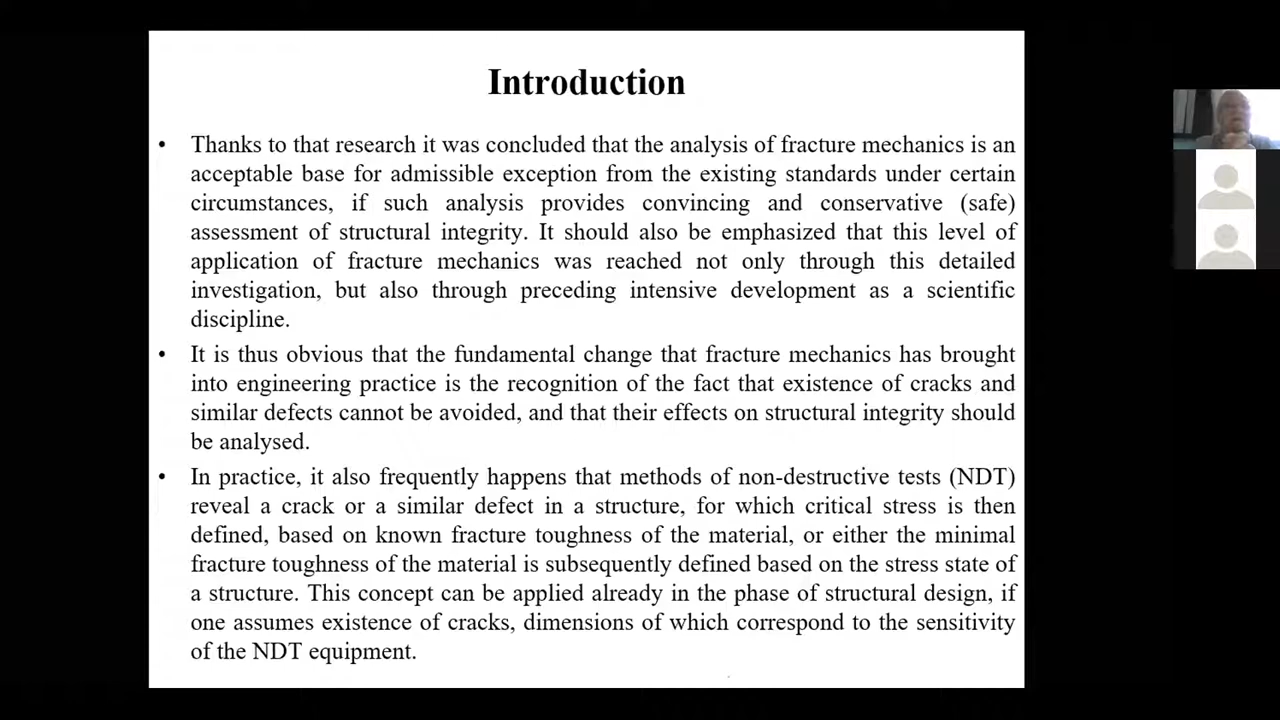 Introduction
• Thanks to that research it was concluded that the analysis of fracture mechanics is an
acceptable base for admissible exception from the existing standards under certain
circumstances, if such analysis provides convincing and conservative (safe)
assessment of structural integrity. It should also be emphasized that this level of
application of fracture mechanics was reached not only through this detailed
investigation, but also through preceding intensive development as a scientific
discipline.
• It is thus obvious that the fundamental change that fracture mechanics has brought
into engineering practice is the recognition of the fact that existence of cracks and
similar defects cannot be avoided, and that their effects on structural integrity should
be analysed.
• In practice, it also frequently happens that methods of non-destructive tests (NDT)
reveal a crack or a similar defect in a structure, for which critical stress is then
defined, based on known fracture toughness of the material, or either the minimal
fracture toughness of the material is subsequently defined based on the stress state of
a structure. This concept can be applied already in the phase of structural design, if
one assumes existence of cracks, dimensions of which correspond to the sensitivity
of the NDT equipment.